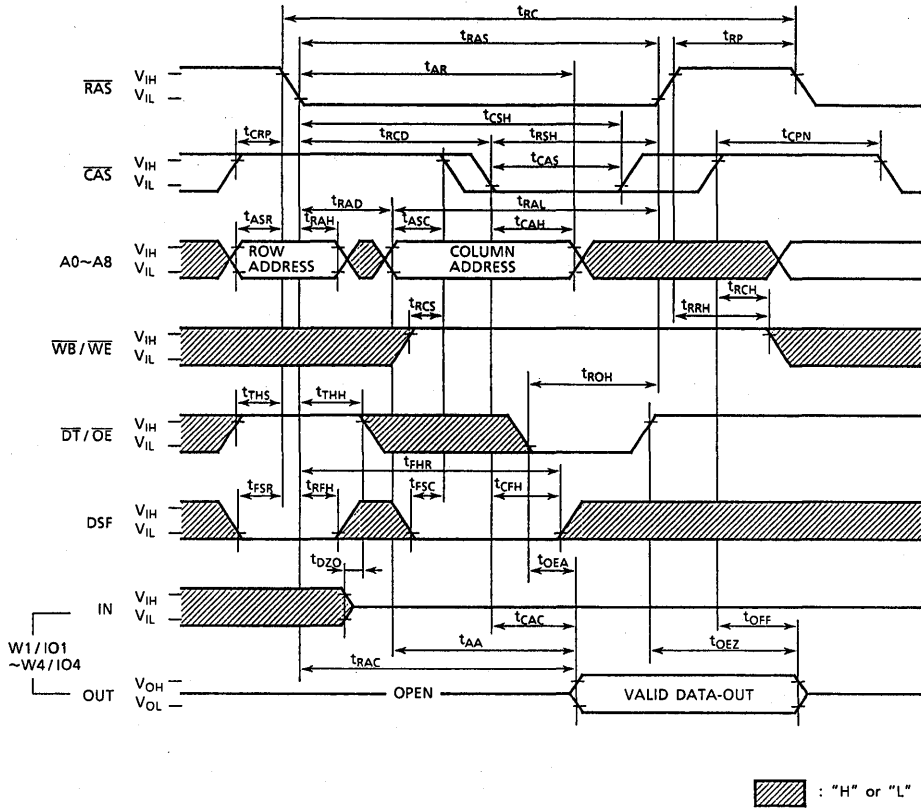 tRC
tRAS
tRP
tAR
RAS
VIH
VIL
tCSH
tCRP
tRCD
tRSH
tCPN
CAS
VIH
VIL
tCAS
tRAD
tRAL
tASR
tRAH
tASC
tCAH
A0~A8
VIH
VIL
ROW ADDRESS
COLUMN ADDRESS
tRCS
tRCH
tRRH
WB/WE
VIH
VIL
tROH
tTHS
tTHH
DT/OE
VIH
VIL
tFHR
tFSR
tRFH
tFSC
tCFH
DSF
VIH
VIL
tDZO
tOEA
IN
VIH
VIL
tCAC
tOFF
tAA
tOEZ
W1/IO1
~W4/IO4
tRAC
OUT
VOH
VOL
OPEN
VALID DATA-OUT
: "H" or "L"